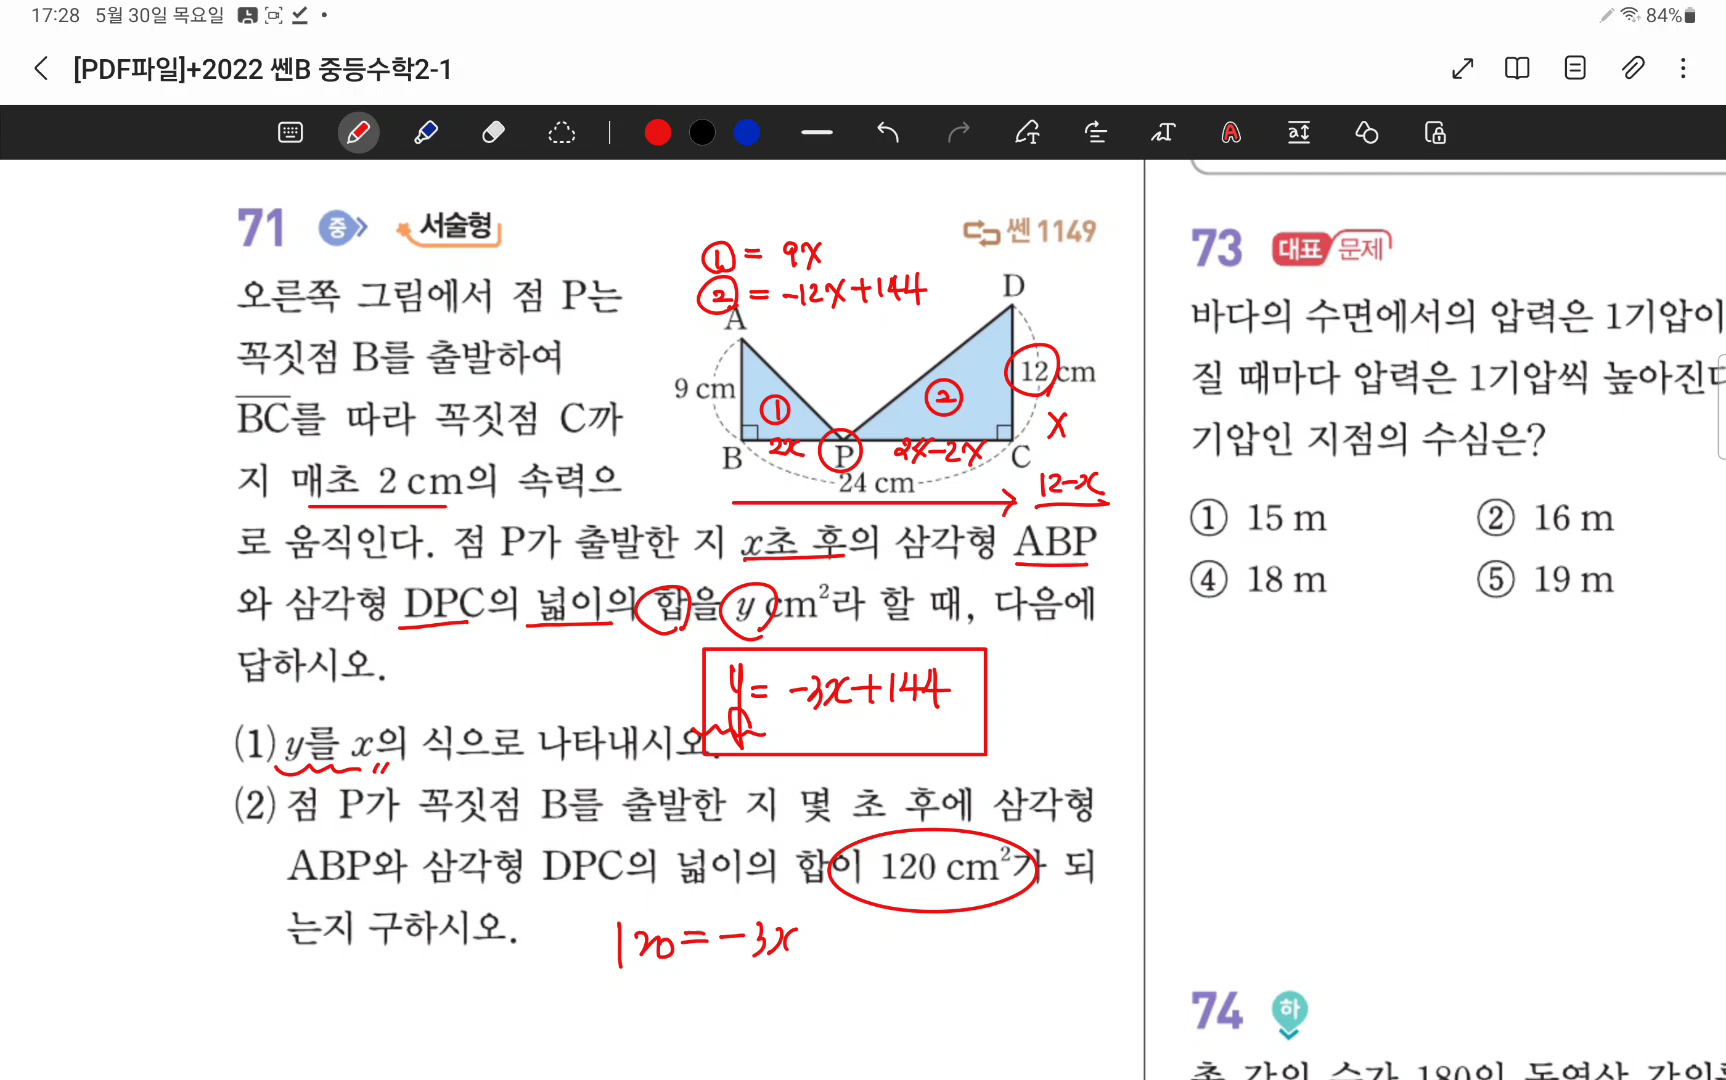 17:28 5월 30일 목요일
84%
[PDF파일]+2022 쎈B 중등수학2-1
71 중 서술형 쎈 1149
오른쪽 그림에서 점 P는
꼭짓점 B를 출발하여
BC를 따라 꼭짓점 C까
지 매초 2 cm의 속력으
로 움직인다. 점 P가 출발한 지 x초 후의 삼각형 ABP
와 삼각형 DPC의 넓이의 합을 y cm²라 할 때, 다음에
답하시오.
① = 9x
② = -12x+144
A
D
9 cm
12 cm
①
②
x
B
2x
P
24-2x
C
24 cm
12-x
y = -3x+144
(1) y를 x의 식으로 나타내시오.
(2) 점 P가 꼭짓점 B를 출발한 지 몇 초 후에 삼각형
ABP와 삼각형 DPC의 넓이의 합이 120 cm²가 되
는지 구하시오.
120=-3x
73 대표 문제
바다의 수면에서의 압력은 1기압이
질 때마다 압력은 1기압씩 높아진다
기압인 지점의 수심은?
① 15 m ② 16 m
④ 18 m ⑤ 19 m
74 하